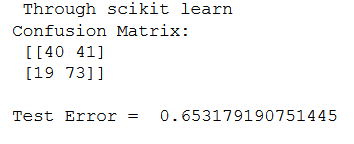 Through scikit learn
Confusion Matrix:
[[40 41]
[19 73]]
Test Error = 0.653179190751445